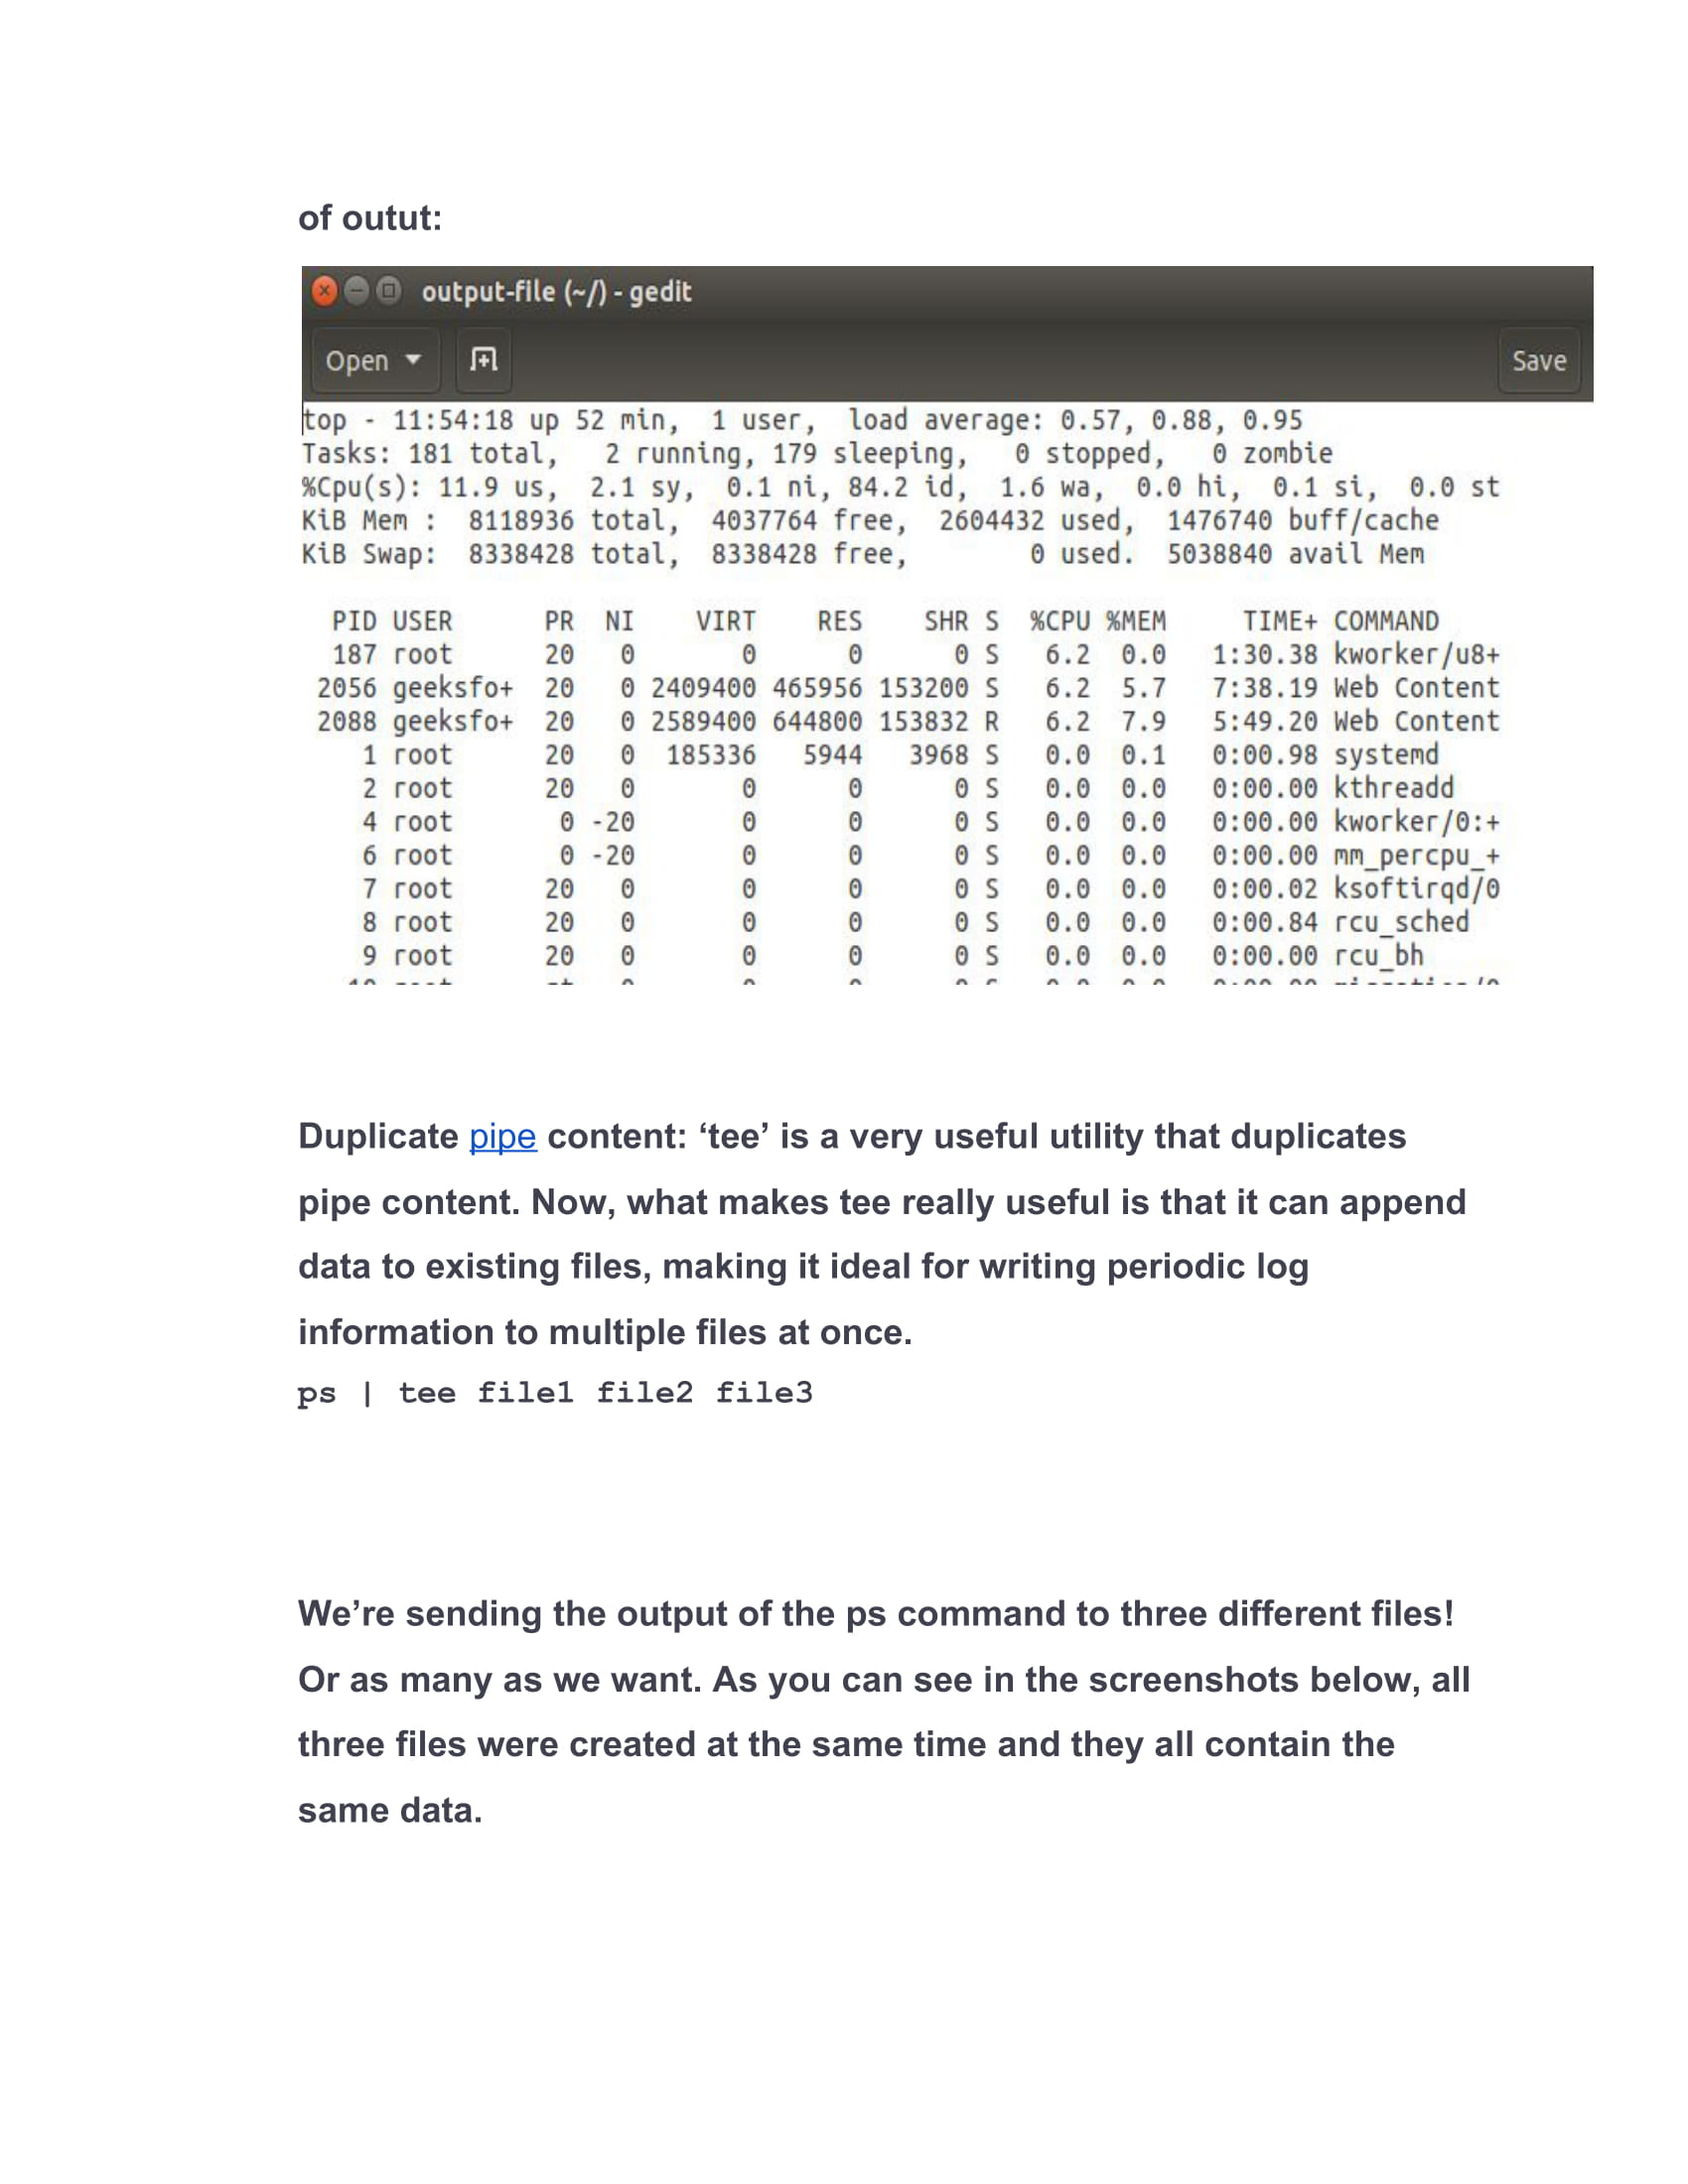 of outut:
output-file (~/) - gedit
Open
Save
top - 11:54:18 up 52 min,  1 user,  load average: 0.57, 0.88, 0.95
Tasks: 181 total,   2 running, 179 sleeping,   0 stopped,   0 zombie
%Cpu(s): 11.9 us,  2.1 sy,  0.1 ni, 84.2 id,  1.6 wa,  0.0 hi,  0.1 si,  0.0 st
KiB Mem :  8118936 total,  4037764 free,  2604432 used,  1476740 buff/cache
KiB Swap:  8338428 total,  8338428 free,        0 used.  5038840 avail Mem
PID USER      PR  NI    VIRT    RES    SHR S  %CPU %MEM     TIME+ COMMAND
187 root      20   0       0      0      0 S   6.2  0.0   1:30.38 kworker/u8+
2056 geeksfo+  20   0 2409400 465956 153200 S   6.2  5.7   7:38.19 Web Content
2088 geeksfo+  20   0 2589400 644800 153832 R   6.2  7.9   5:49.20 Web Content
1 root      20   0  185336   5944   3968 S   0.0  0.1   0:00.98 systemd
2 root      20   0       0      0      0 S   0.0  0.0   0:00.00 kthreadd
4 root       0 -20       0      0      0 S   0.0  0.0   0:00.00 kworker/0:+
6 root       0 -20       0      0      0 S   0.0  0.0   0:00.00 mm_percpu_+
7 root      20   0       0      0      0 S   0.0  0.0   0:00.02 ksoftirqd/0
8 root      20   0       0      0      0 S   0.0  0.0   0:00.84 rcu_sched
9 root      20   0       0      0      0 S   0.0  0.0   0:00.00 rcu_bh
Duplicate pipe content: ‘tee’ is a very useful utility that duplicates
pipe content. Now, what makes tee really useful is that it can append
data to existing files, making it ideal for writing periodic log
information to multiple files at once.
ps | tee file1 file2 file3
We’re sending the output of the ps command to three different files!
Or as many as we want. As you can see in the screenshots below, all
three files were created at the same time and they all contain the
same data.